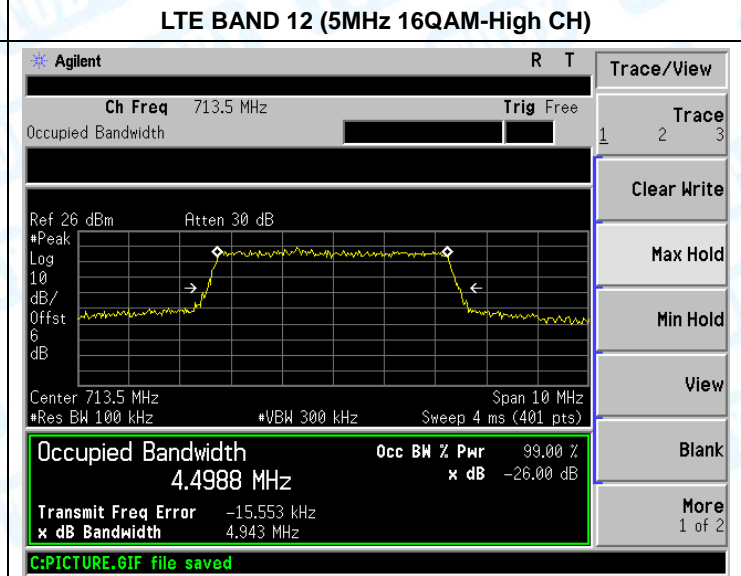 LTE BAND 12 (5MHz 16QAM-High CH)
Agilent R T
Trace/View
Ch Freq 713.5 MHz Trig Free
Occupied Bandwidth
Trace
1 2 3
Clear Write
Ref 26 dBm Atten 30 dB
#Peak
Log
10
dB/
Offst
6
dB
Max Hold
Min Hold
Center 713.5 MHz Span 10 MHz
#Res BW 100 kHz #VBW 300 kHz Sweep 4 ms (401 pts)
View
Occupied Bandwidth Occ BW % Pwr 99.00 %
4.4988 MHz x dB -26.00 dB
Transmit Freq Error -15.553 kHz
x dB Bandwidth 4.943 MHz
Blank
More
1 of 2
C:PICTURE.GIF file saved